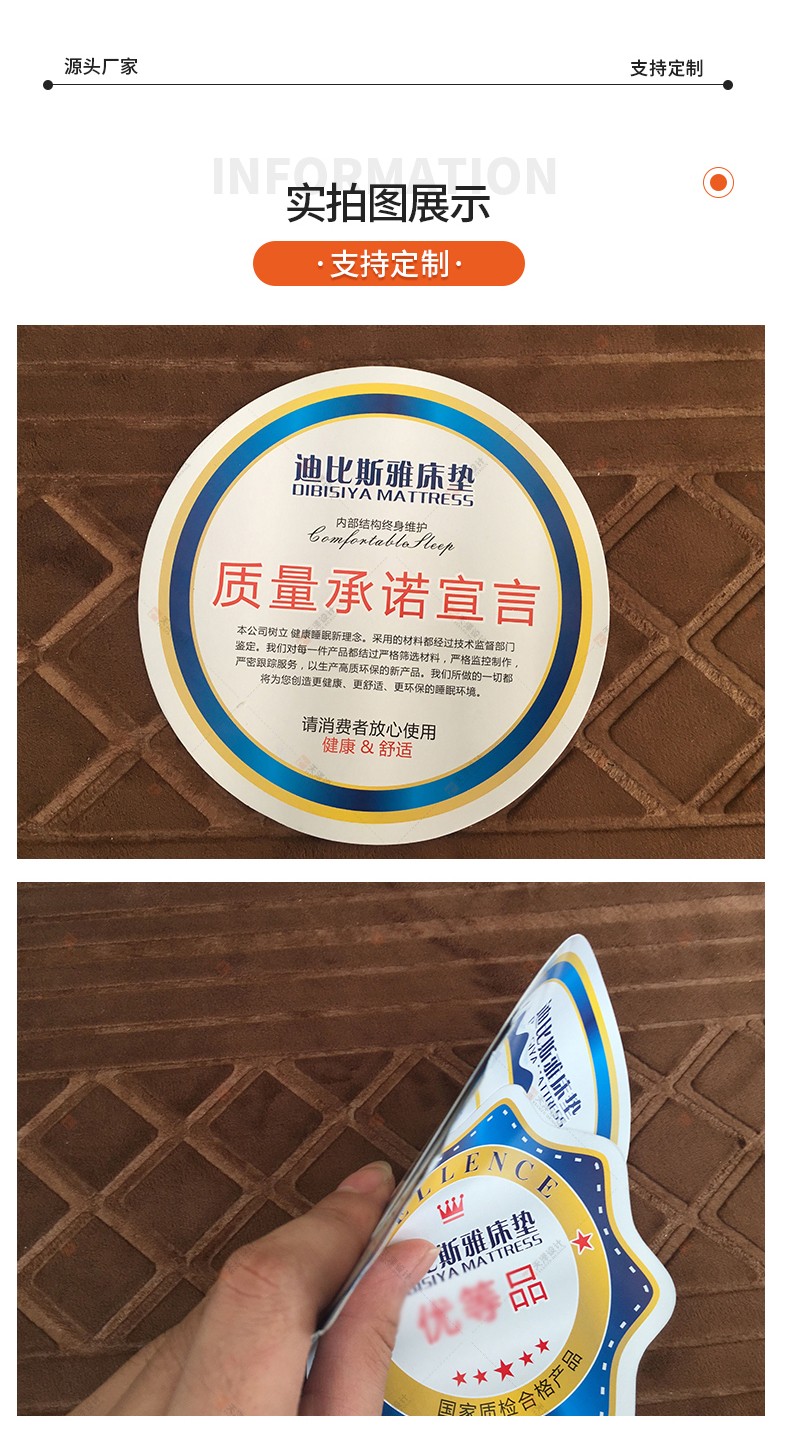 源头厂家
支持定制
INFORMATION
实拍图展示
·支持定制·
迪比斯雅床垫
DIBISIYA MATTRESS
内部结构终身维护
Comfortable Sleep
质量承诺宣言
本公司树立 健康睡眠新理念。采用的材料都经过技术监督部门
鉴定。我们对每一件产品都结过严格筛选材料，严格监控制作，
严密跟踪服务，以生产高质环保的新产品。我们所做的一切都
将为您创造更健康、更舒适、更环保的睡眠环境。
请消费者放心使用
健康 & 舒适
迪比斯雅床垫
MATTRESS
ELLENCE
斯雅床垫
BISIYA MATTRESS
优等品
国家质检合格产品